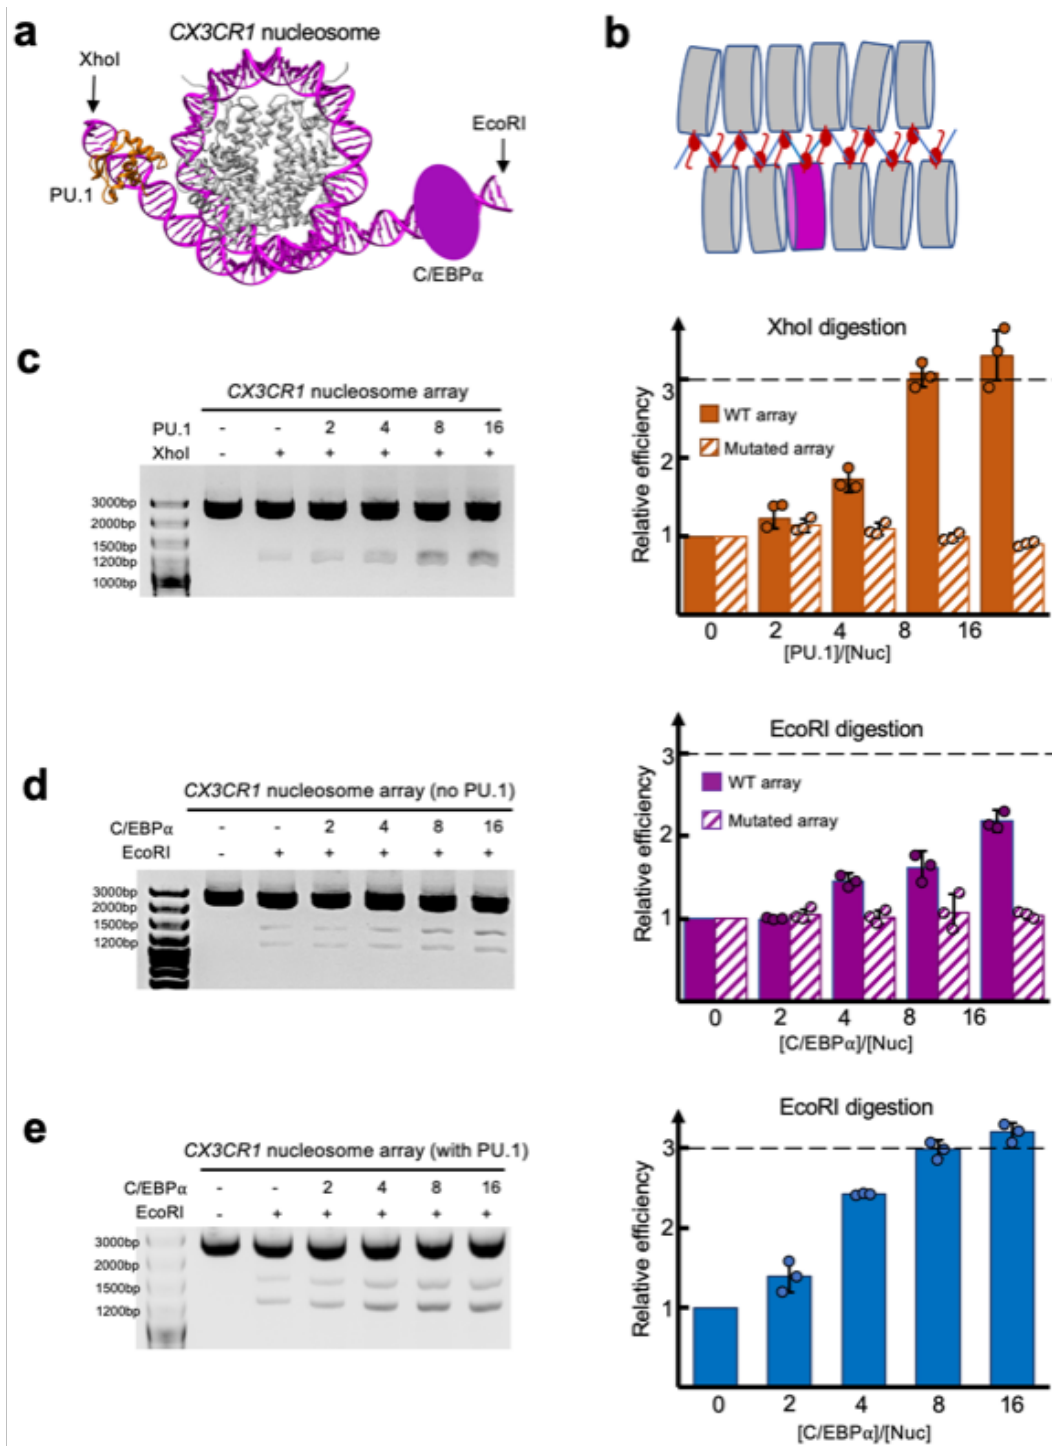 a
CX3CR1 nucleosome
XhoI
EcoRI
PU.1
C/EBPα
b
c
CX3CR1 nucleosome array
PU.1 - - 2 4 8 16
XhoI - + + + + +
3000bp
2000bp
1500bp
1200bp
1000bp
XhoI digestion
Relative efficiency
3
2
1
WT array
Mutated array
0 2 4 8 16
[PU.1]/[Nuc]
d
CX3CR1 nucleosome array (no PU.1)
C/EBPα - - 2 4 8 16
EcoRI - + + + + +
3000bp
2000bp
1500bp
1200bp
EcoRI digestion
Relative efficiency
3
2
1
WT array
Mutated array
0 2 4 8 16
[C/EBPα]/[Nuc]
e
CX3CR1 nucleosome array (with PU.1)
C/EBPα - - 2 4 8 16
EcoRI - + + + + +
3000bp
2000bp
1500bp
1200bp
EcoRI digestion
Relative efficiency
3
2
1
0 2 4 8 16
[C/EBPα]/[Nuc]